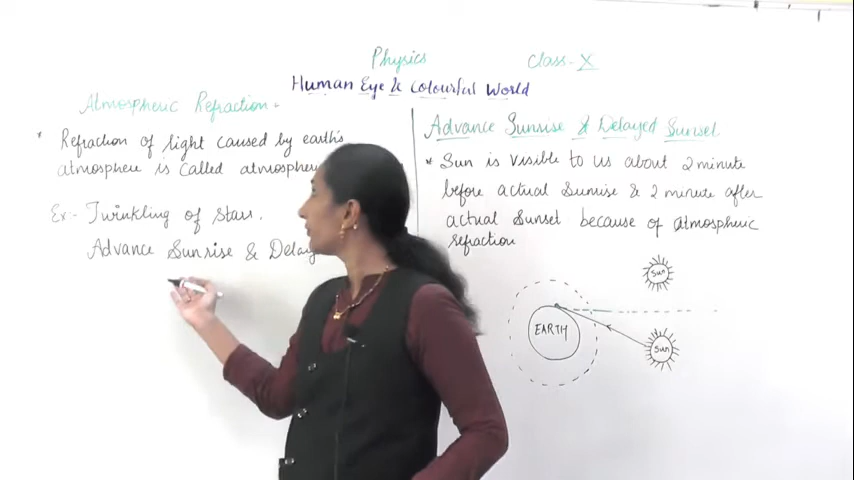 Physics Class-X
Human Eye & Colourful World
Atmospheric Refraction -
* Refraction of light caused by earth's
atmosphere is called atmosphe
Ex:- Twinkling of stars.
Advance Sunrise & Delay
Advance Sunrise & Delayed Sunset
* Sun is visible to us about 2 minute
before actual Sunrise & 2 minute after
actual Sunset because of atmospheric
refraction
Sun
EARTH
Sun